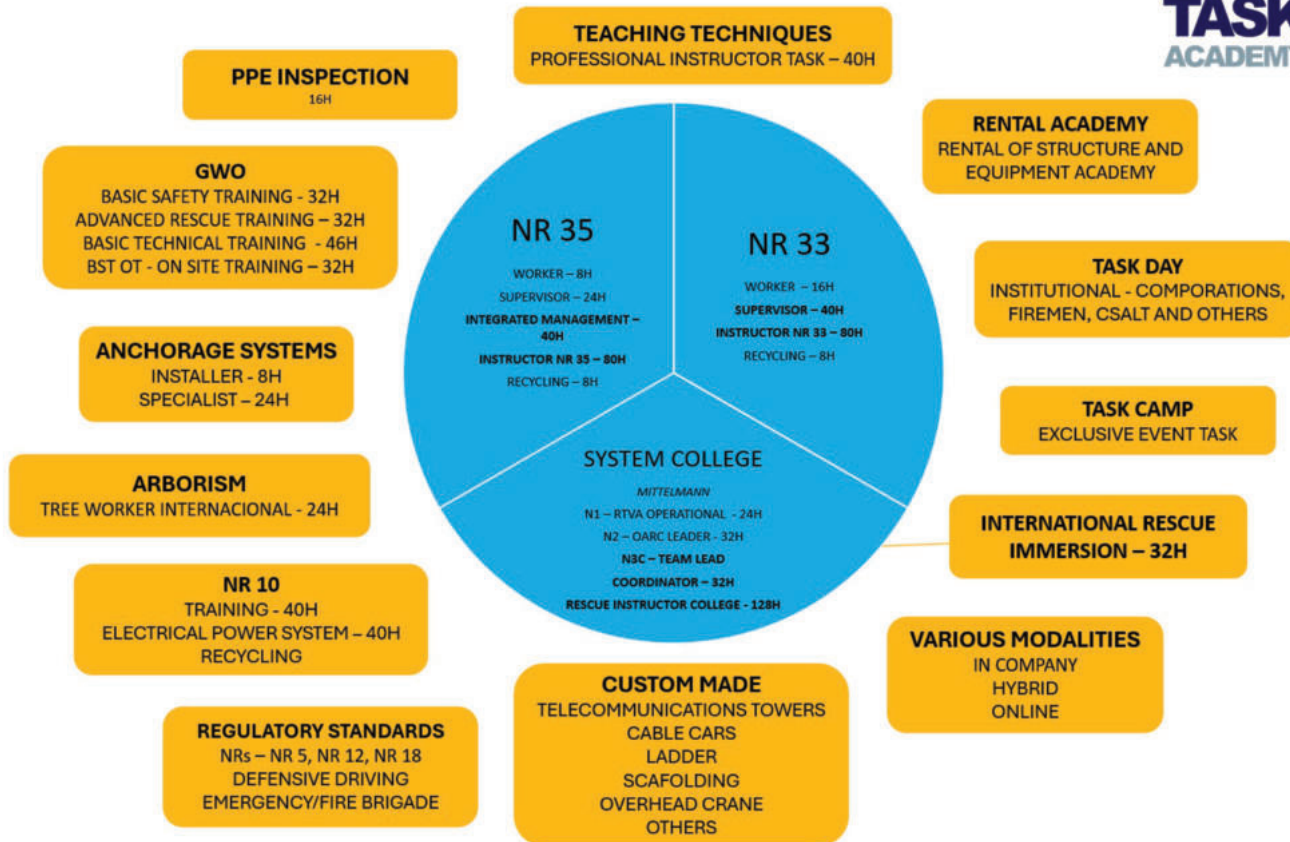 TASK
ACADEMY
TEACHING TECHNIQUES
PROFESSIONAL INSTRUCTOR TASK – 40H
PPE INSPECTION
16H
RENTAL ACADEMY
RENTAL OF STRUCTURE AND
EQUIPMENT ACADEMY
GWO
BASIC SAFETY TRAINING - 32H
ADVANCED RESCUE TRAINING – 32H
BASIC TECHNICAL TRAINING - 46H
BST OT - ON SITE TRAINING – 32H
NR 35
WORKER – 8H
SUPERVISOR – 24H
INTEGRATED MANAGEMENT –
40H
INSTRUCTOR NR 35 – 80H
RECYCLING – 8H
NR 33
WORKER – 16H
SUPERVISOR – 40H
INSTRUCTOR NR 33 – 80H
RECYCLING – 8H
TASK DAY
INSTITUTIONAL - COMPORATIONS,
FIREMEN, CSALT AND OTHERS
ANCHORAGE SYSTEMS
INSTALLER - 8H
SPECIALIST – 24H
TASK CAMP
EXCLUSIVE EVENT TASK
SYSTEM COLLEGE
MITTELMANN
N1 – RTVA OPERATIONAL - 24H
N2 – OARC LEADER - 32H
N3C – TEAM LEAD
COORDINATOR – 32H
RESCUE INSTRUCTOR COLLEGE - 128H
ARBORISM
TREE WORKER INTERNACIONAL - 24H
INTERNATIONAL RESCUE
IMMERSION – 32H
NR 10
TRAINING - 40H
ELECTRICAL POWER SYSTEM – 40H
RECYCLING
VARIOUS MODALITIES
IN COMPANY
HYBRID
ONLINE
REGULATORY STANDARDS
NRs – NR 5, NR 12, NR 18
DEFENSIVE DRIVING
EMERGENCY/FIRE BRIGADE
CUSTOM MADE
TELECOMMUNICATIONS TOWERS
CABLE CARS
LADDER
SCAFOLDING
OVERHEAD CRANE
OTHERS